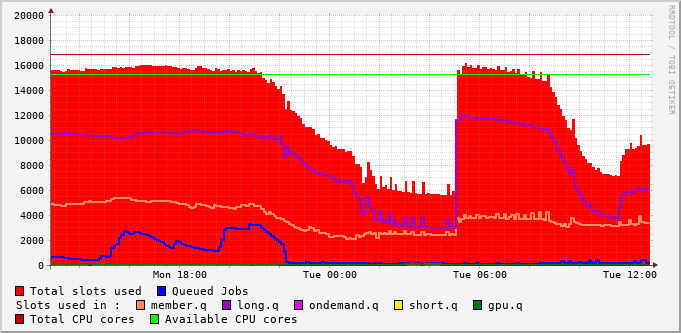 20000
18000
16000
14000
12000
10000
8000
6000
4000
2000
0
Mon 18:00 Tue 00:00 Tue 06:00 Tue 12:00
RRDTOOL / TOBI OETIKER
Total slots used Queued Jobs
Slots used in : member.q long.q ondemand.q short.q gpu.q
Total CPU cores Available CPU cores